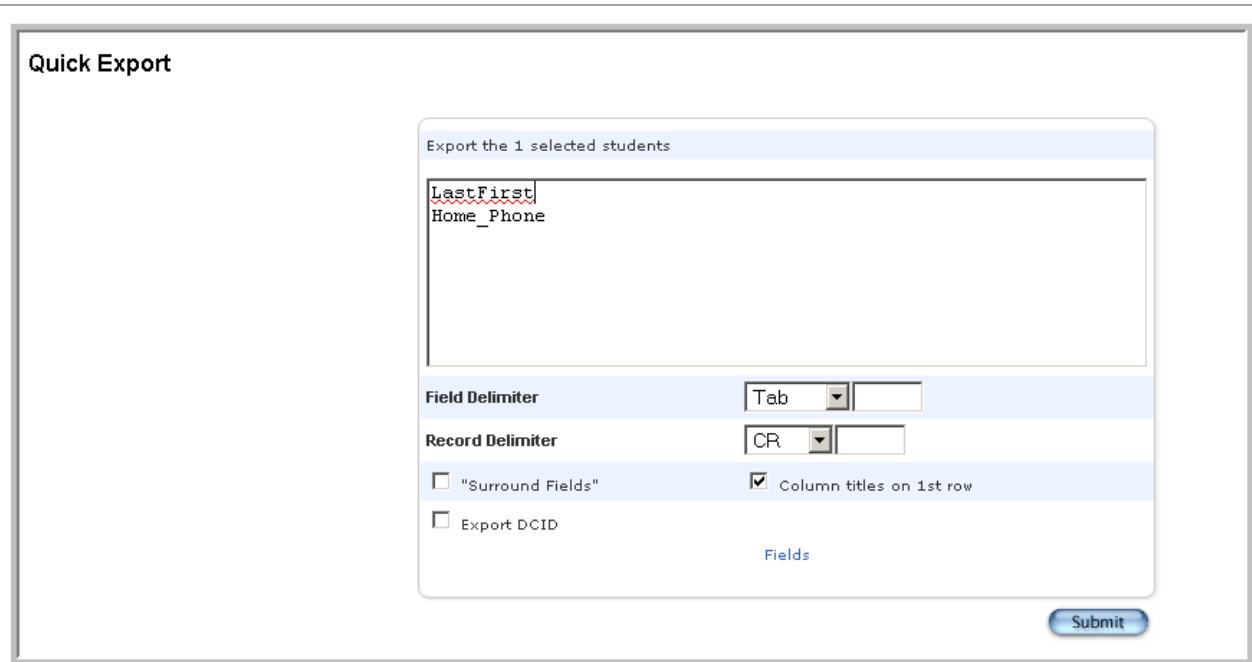 Quick Export
Export the 1 selected students
LastFirst
Home_Phone
Field Delimiter Tab
Record Delimiter CR
"Surround Fields" Column titles on 1st row
Export DCID
Fields
Submit